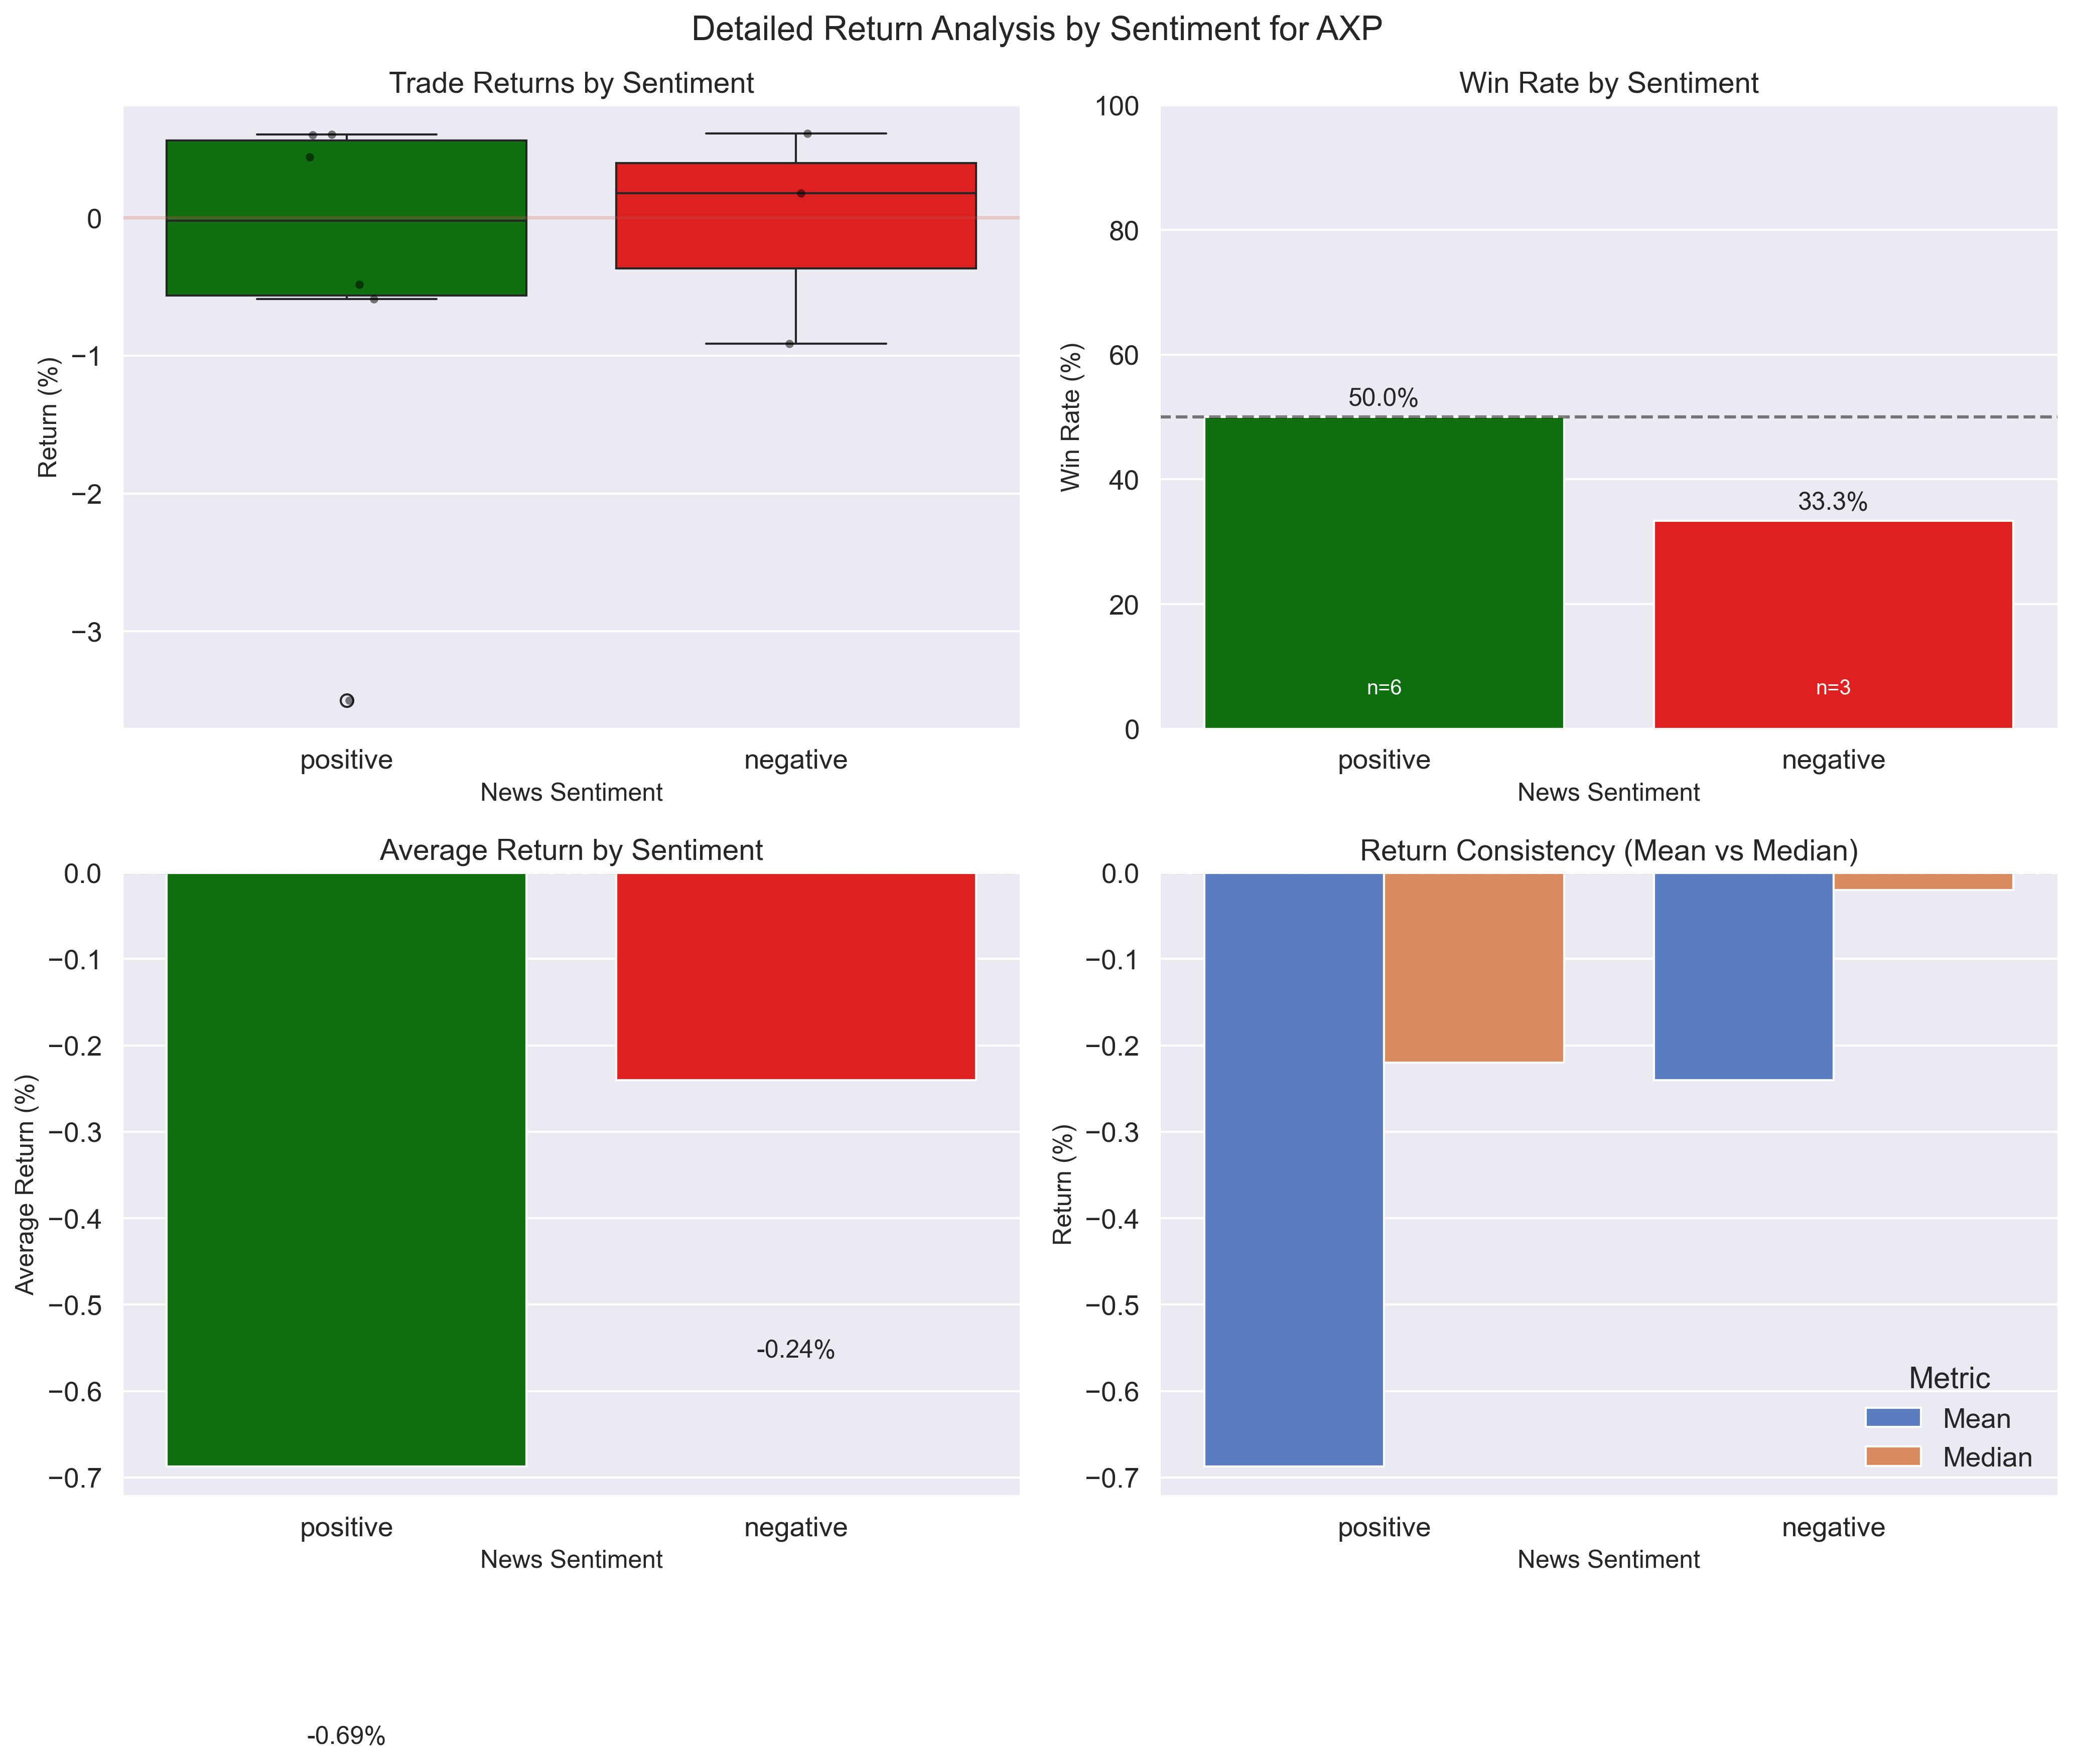 Detailed Return Analysis by Sentiment for AXP
Trade Returns by Sentiment
0
−1
−2
−3
Return (%)
positive
negative
News Sentiment
Win Rate by Sentiment
100
80
60
40
20
0
Win Rate (%)
50.0%
33.3%
n=6
n=3
positive
negative
News Sentiment
Average Return by Sentiment
0.0
−0.1
−0.2
−0.3
−0.4
−0.5
−0.6
−0.7
Average Return (%)
-0.24%
positive
negative
News Sentiment
-0.69%
Return Consistency (Mean vs Median)
0.0
−0.1
−0.2
−0.3
−0.4
−0.5
−0.6
−0.7
Return (%)
Metric
Mean
Median
positive
negative
News Sentiment